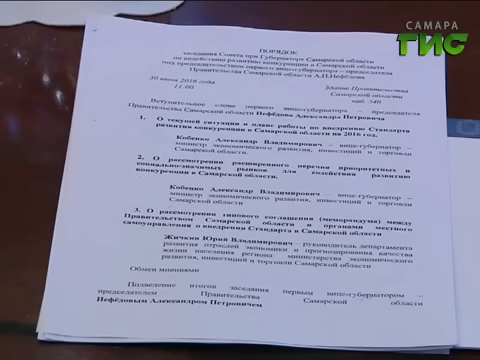 САМАРА
ГИС
ПОРЯДОК
заседания Совета при Губернаторе Самарской области
по содействию развитию конкуренции в Самарской области
под председательством первого вице-губернатора – председателя
Правительства Самарской области А.П.Нефёдова
30 июня 2016 года
11:00
Здание Правительства
Самарской области
каб. 340
Вступительное слово первого вице-губернатора – председателя
Правительства Самарской области Нефёдова Александра Петровича
1. О текущей ситуации и плане работы по внедрению Стандарта
развития конкуренции в Самарской области на 2016 год.
Кобенко Александр Владимирович – вице-губернатор –
министр экономического развития, инвестиций и торговли
Самарской области
2. О рассмотрении расширенного перечня приоритетных и
социально-значимых рынков для содействия развитию
конкуренции в Самарской области.
Кобенко Александр Владимирович – вице-губернатор –
министр экономического развития, инвестиций и торговли
Самарской области
3. О рассмотрении типового соглашения (меморандума) между
Правительством Самарской области и органами местного
самоуправления о внедрении Стандарта в Самарской области
Жичкин Юрий Владимирович – руководитель департамента
развития отраслей экономики и прогнозирования качества
жизни населения региона министерства экономического
развития, инвестиций и торговли Самарской области
Обмен мнениями
Подведение итогов заседания первым вице-губернатором –
председателем Правительства Самарской области
Нефёдовым Александром Петровичем